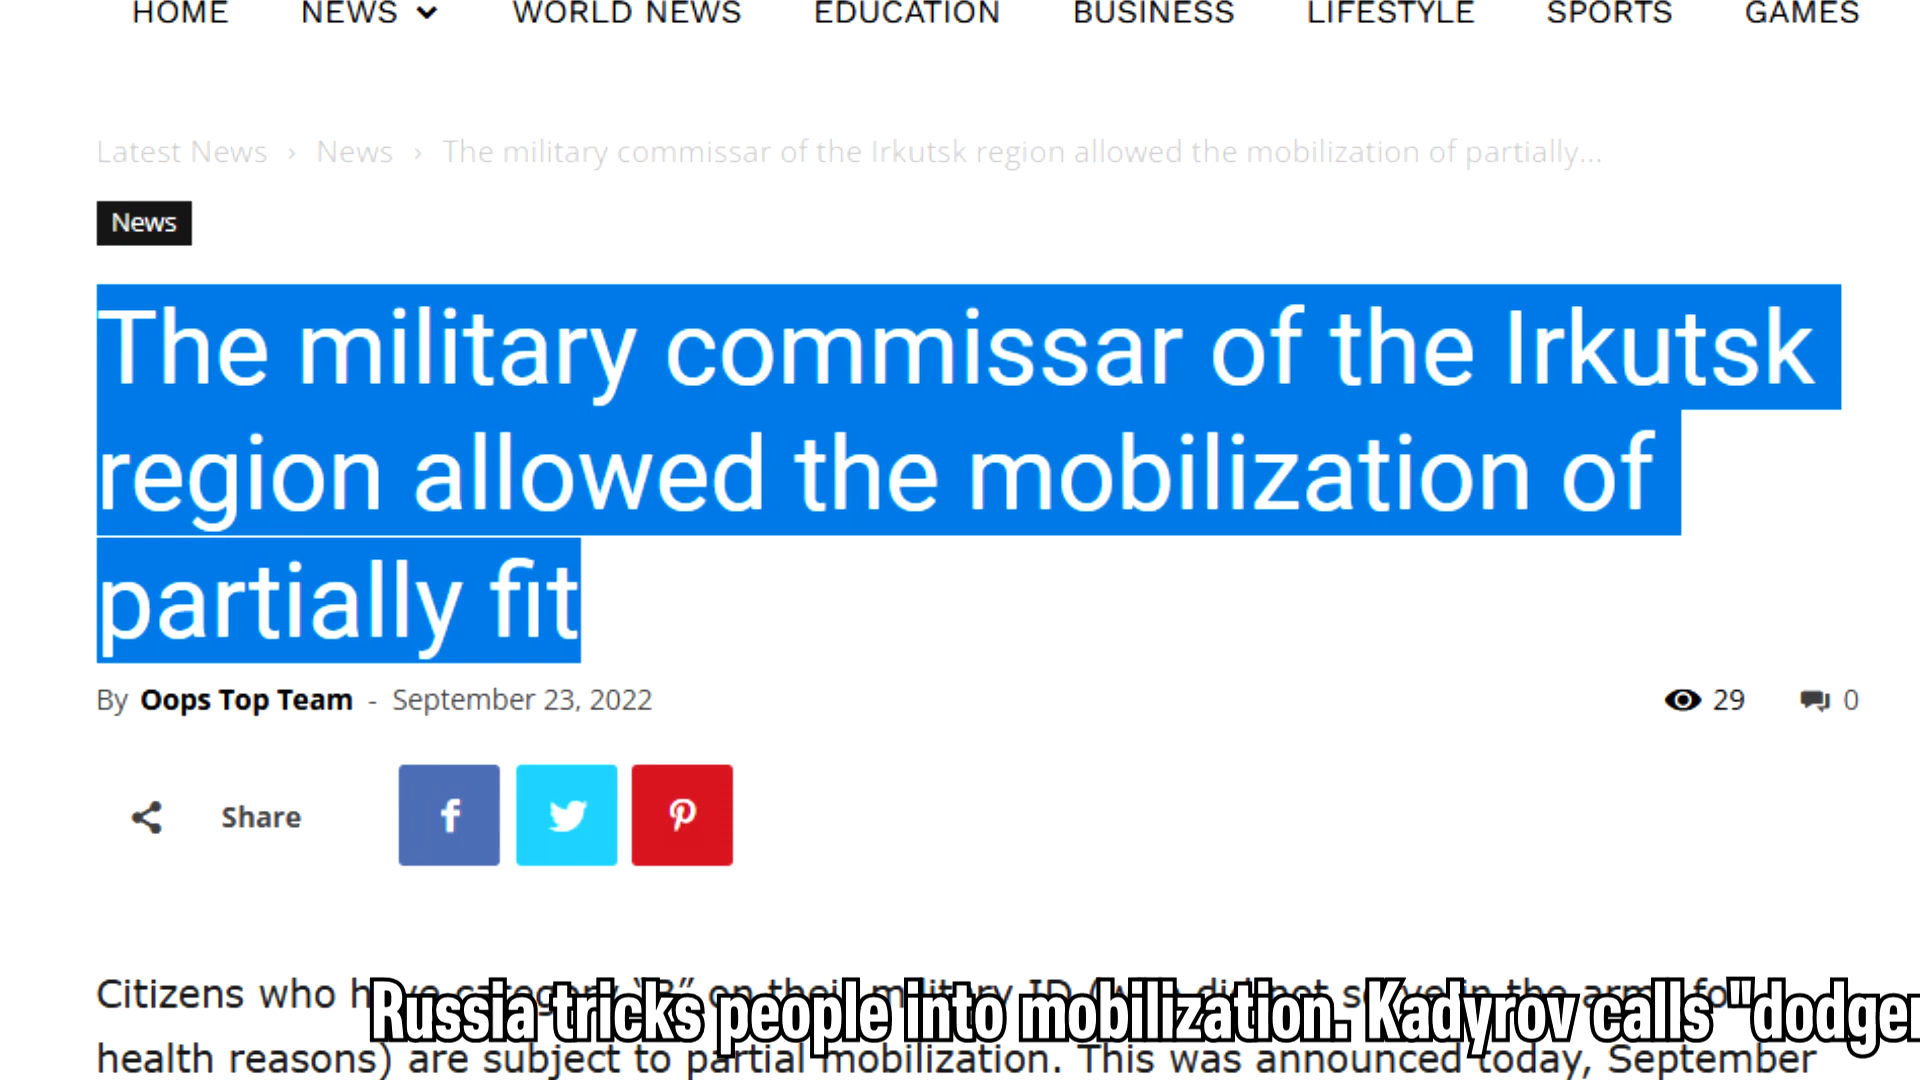 HOME NEWS WORLD NEWS EDUCATION BUSINESS LIFESTYLE SPORTS GAMES
Latest News › News › The military commissar of the Irkutsk region allowed the mobilization of partially...
News
The military commissar of the Irkutsk
region allowed the mobilization of
partially fit
By Oops Top Team - September 23, 2022 29 0
Share
Citizens who
Russia tricks people into mobilization. Kadyrov calls "dodger
health reasons) are subject to partial mobilization. This was announced today, September